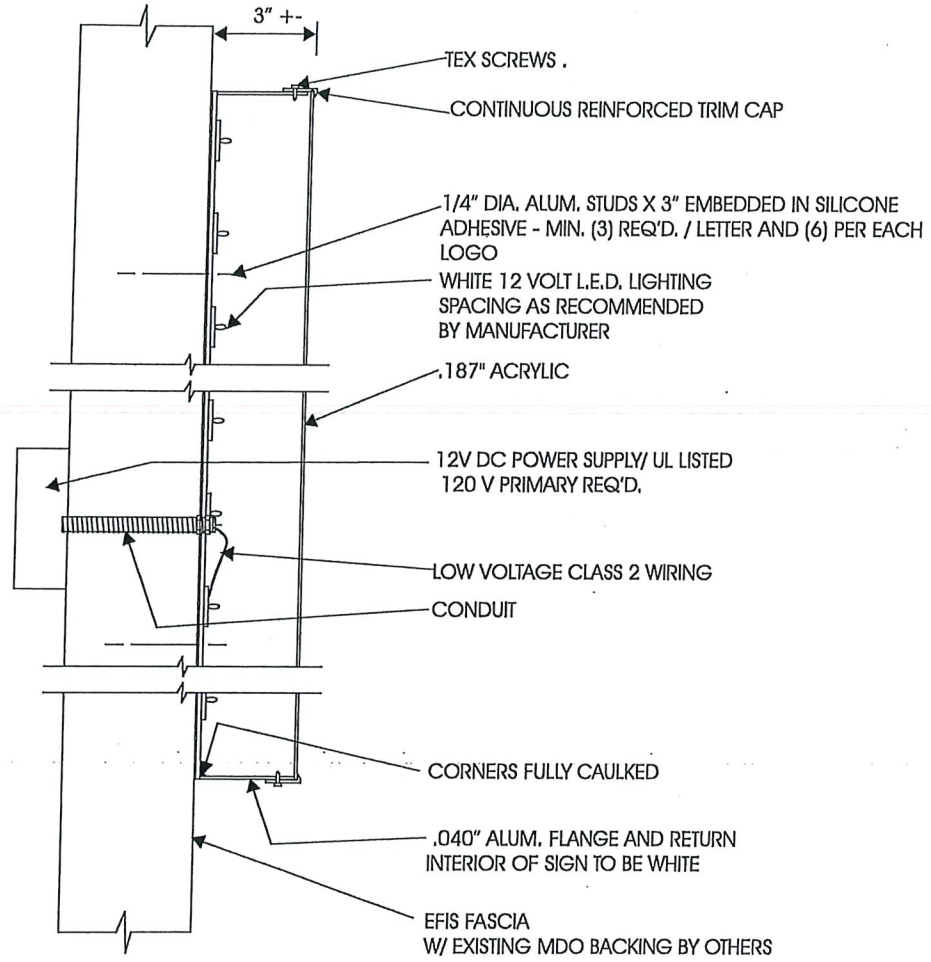 3" +-
TEX SCREWS .
CONTINUOUS REINFORCED TRIM CAP
1/4" DIA. ALUM. STUDS X 3" EMBEDDED IN SILICONE
ADHESIVE - MIN. (3) REQ'D. / LETTER AND (6) PER EACH
LOGO
WHITE 12 VOLT L.E.D. LIGHTING
SPACING AS RECOMMENDED
BY MANUFACTURER
.187" ACRYLIC
12V DC POWER SUPPLY/ UL LISTED
120 V PRIMARY REQ'D.
LOW VOLTAGE CLASS 2 WIRING
CONDUIT
CORNERS FULLY CAULKED
.040" ALUM. FLANGE AND RETURN
INTERIOR OF SIGN TO BE WHITE
EFIS FASCIA
W/ EXISTING MDO BACKING BY OTHERS